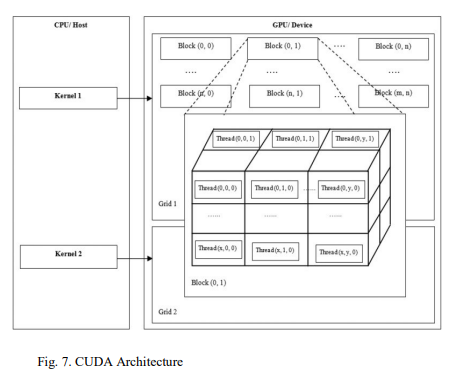 CPU/ Host
GPU/ Device
Block (0, 0)
Block (0, 1)
....
Block (0, n)
....
....
Kernel 1
Block(n, 0)
Block (n, 1)
....
Block(m, n)
Thread(0,0,1)
Thread(0,1,1)
Thread(0,y,1)
Thread(0,0,0)
Thread(0,1,0)
......
Thread(0,y,0)
Grid 1
......
......
......
Kernel 2
Thread(x,0,0)
Thread(x,1,0)
Thread(x,y,0)
Block (0, 1)
Grid 2
Fig. 7. CUDA Architecture